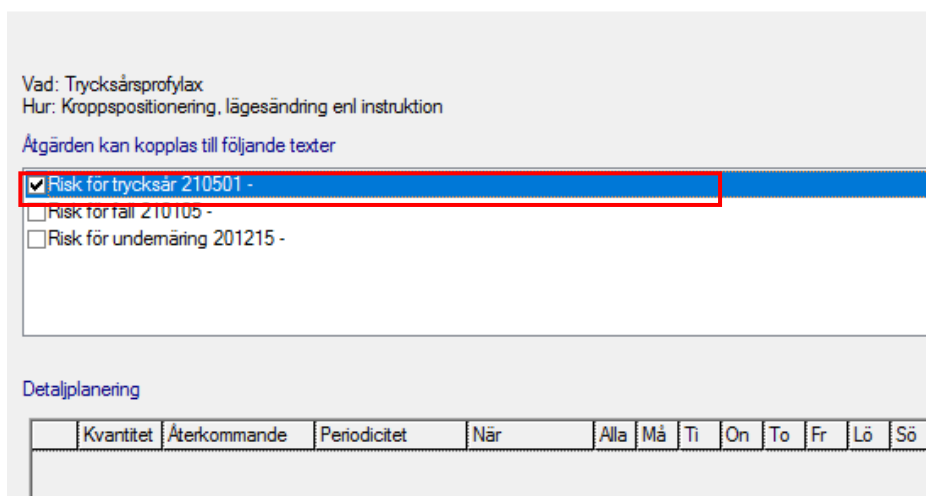 Vad: Trycksårsprofylax
Hur: Kroppspositionering, lägesändring enl instruktion
Åtgärden kan kopplas till följande texter
Risk för trycksår 210501 -
Risk för fall 210105 -
Risk för undernäring 201215 -
Detaljplanering
Kvantitet Återkommande Periodicitet När Alla Må Ti On To Fr Lö Sö